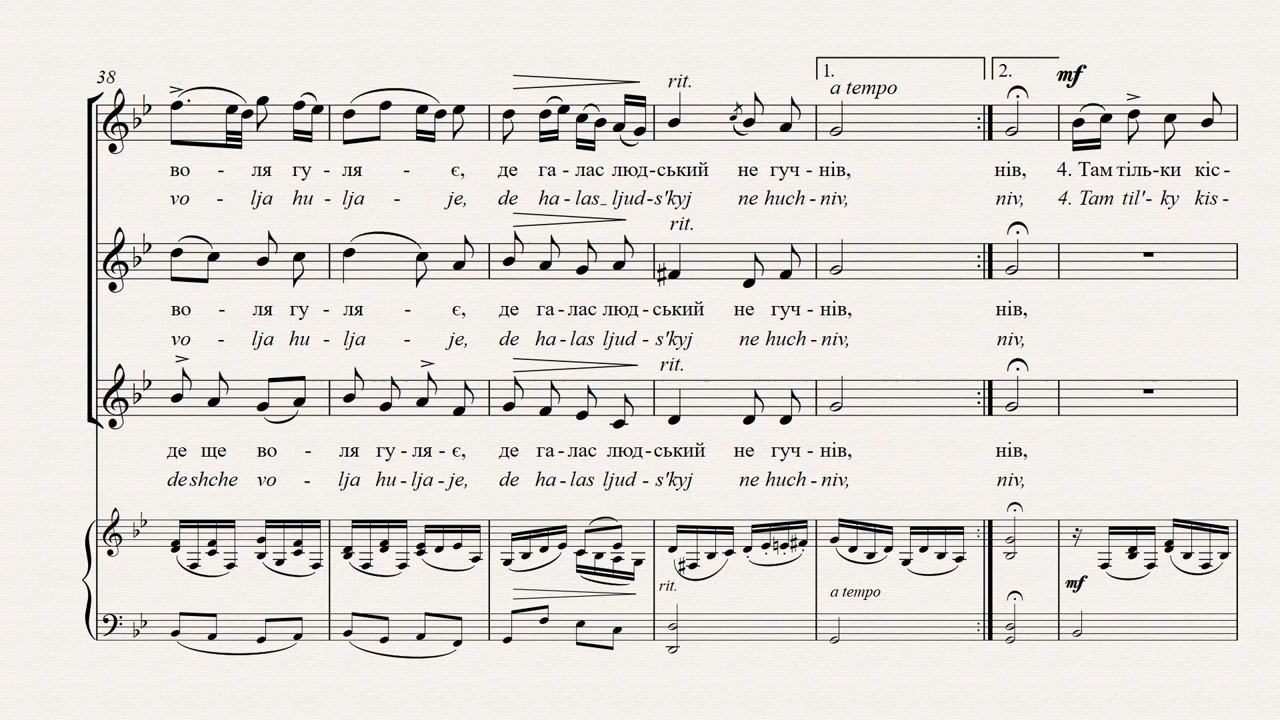 38
rit.
1.
a tempo
2.
mf
во - ля гу - ля - є, де га - лас люд-ський не гуч - нів, нів, 4. Там тіль-ки кіс -
vo - lja hu - lja - je, de ha - las_ ljud-s'kyj ne huch - niv, niv, 4. Tam til'- ky kis -
rit.
во - ля гу - ля - є, де га - лас люд - ський не гуч - нів, нів,
vo - lja hu - lja - je, de ha - las ljud - s'kyj ne huch - niv, niv,
rit.
де ще во - ля гу - ля - є, де га - лас люд - ський не гуч - нів, нів,
de shche vo - lja hu - lja - je, de ha - las ljud - s'kyj ne huch - niv, niv,
rit.
a tempo
mf